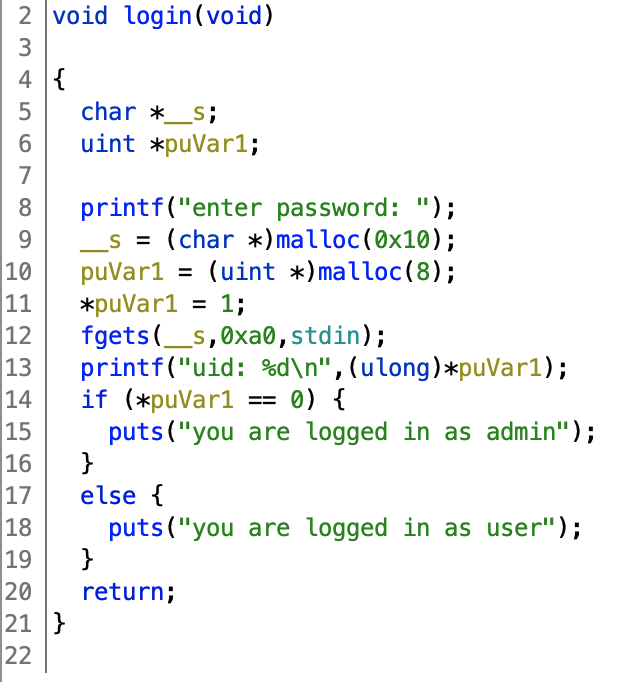 2 void login(void)
3
4 {
5   char *__s;
6   uint *puVar1;
7
8   printf("enter password: ");
9   __s = (char *)malloc(0x10);
10   puVar1 = (uint *)malloc(8);
11   *puVar1 = 1;
12   fgets(__s,0xa0,stdin);
13   printf("uid: %d\n",(ulong)*puVar1);
14   if (*puVar1 == 0) {
15     puts("you are logged in as admin");
16   }
17   else {
18     puts("you are logged in as user");
19   }
20   return;
21 }
22